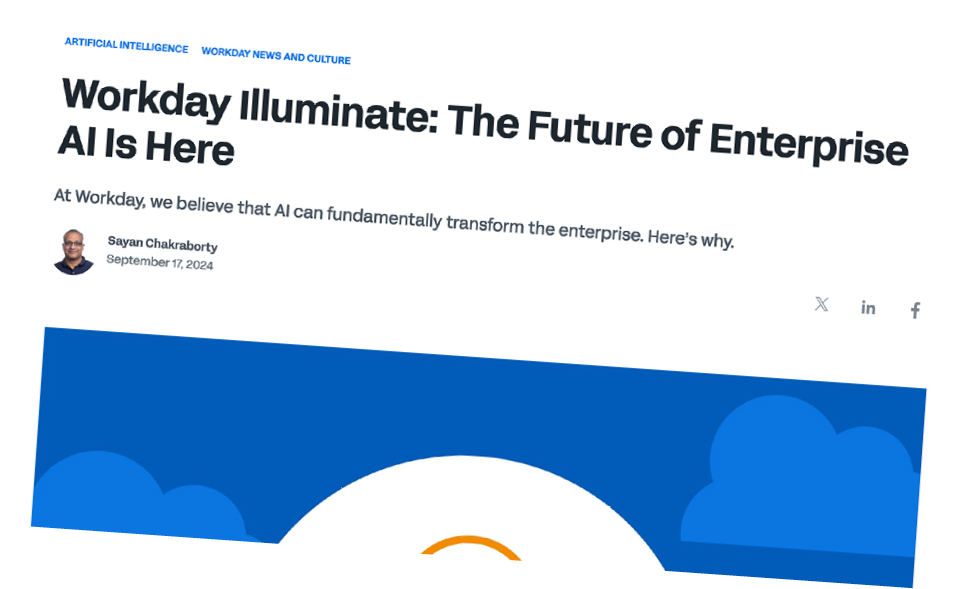 ARTIFICIAL INTELLIGENCE WORKDAY NEWS AND CULTURE
Workday Illuminate: The Future of Enterprise
AI Is Here
At Workday, we believe that AI can fundamentally transform the enterprise. Here's why.
Sayan Chakraborty
September 17, 2024